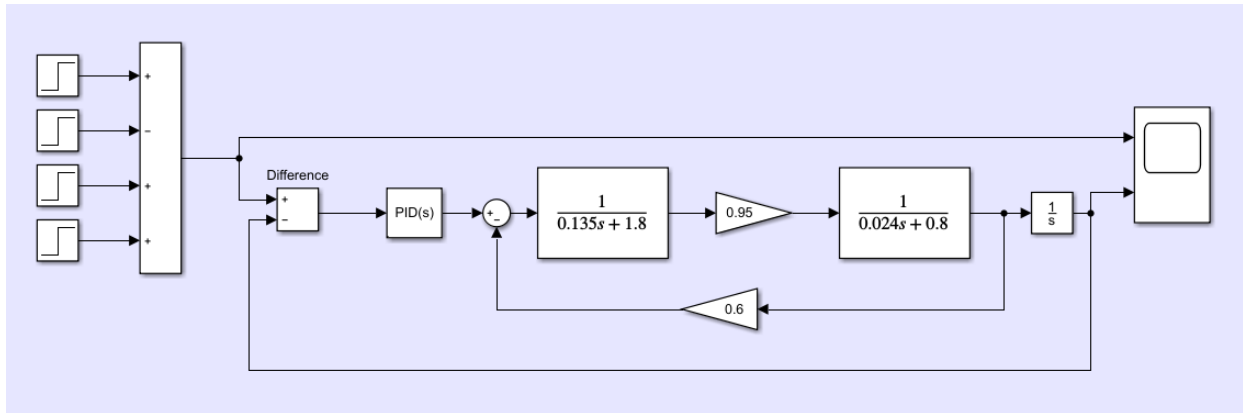 +
−
+
+
Difference
+
−
PID(s)
+
−
1
0.135s + 1.8
0.95
1
0.024s + 0.8
1
s
0.6